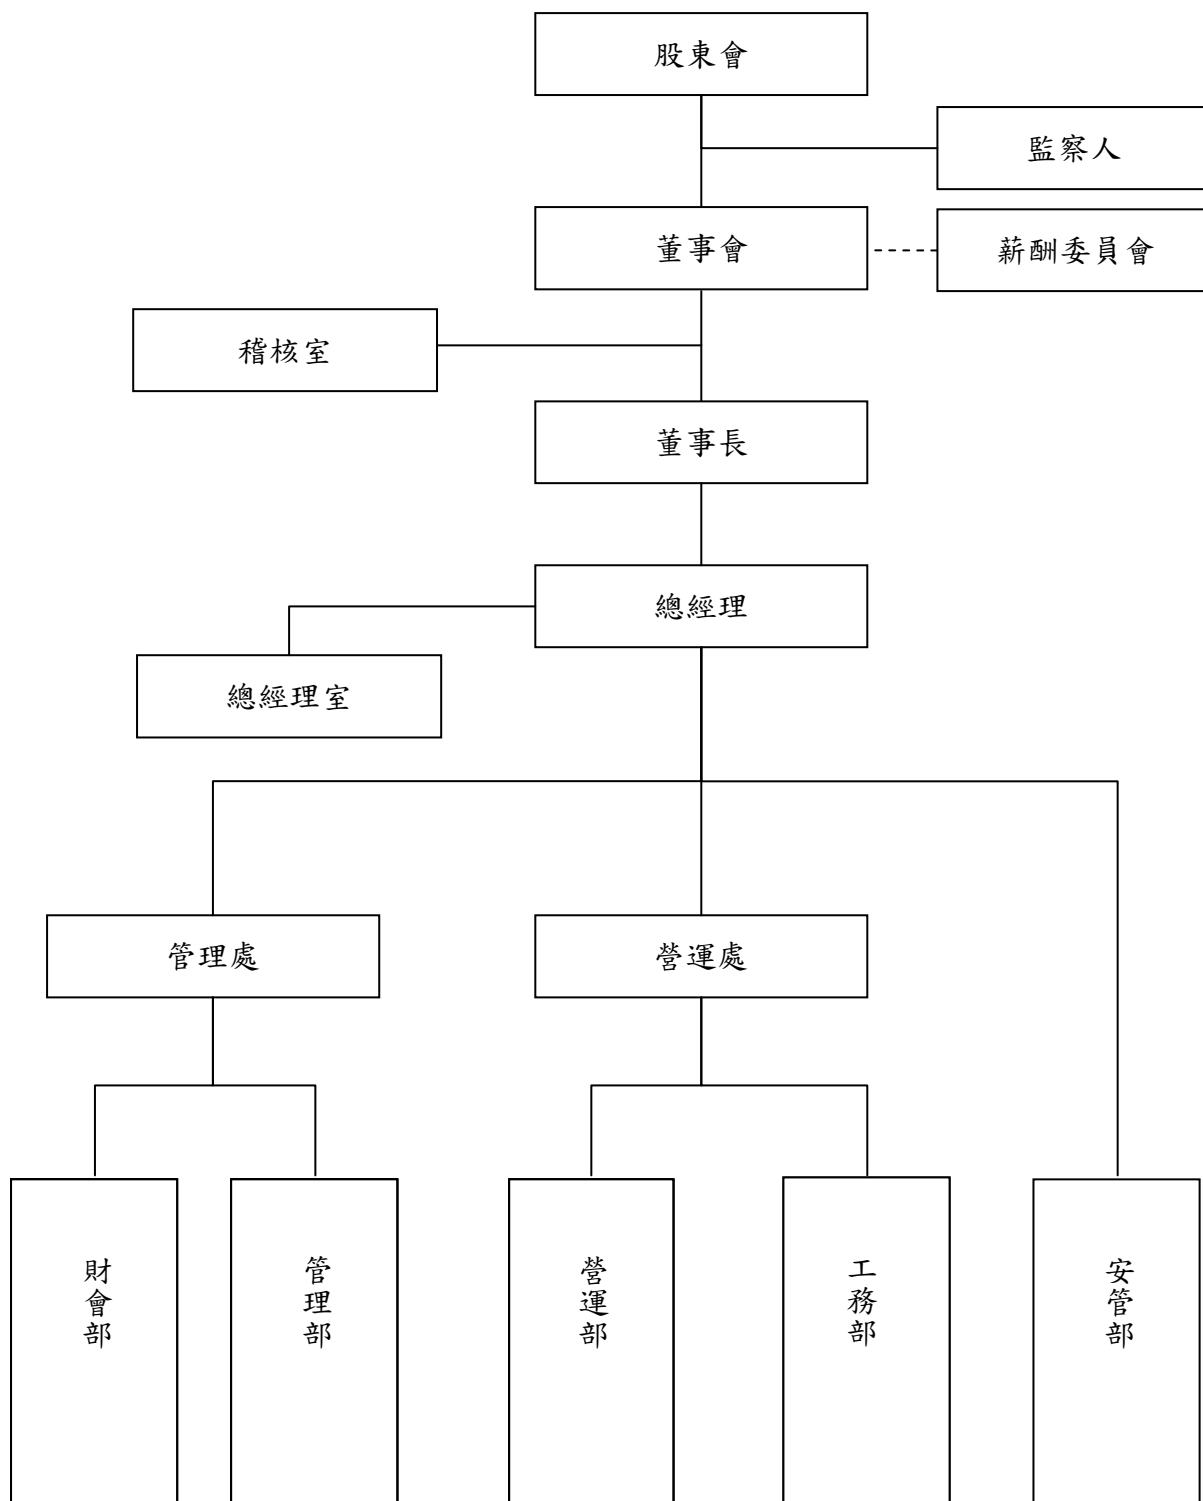 股東會
監察人
董事會
薪酬委員會
稽核室
董事長
總經理
總經理室
管理處
營運處
財會部
管理部
營運部
工務部
安管部